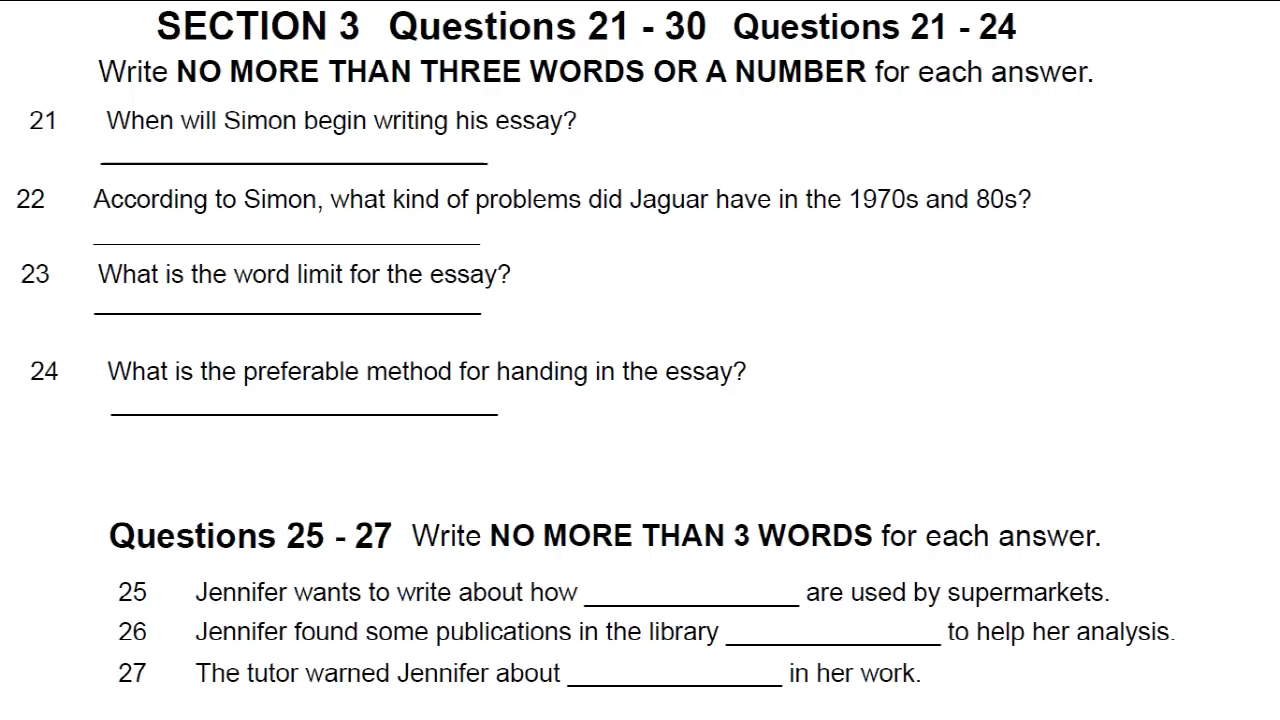 SECTION 3 Questions 21 - 30 Questions 21 - 24
Write NO MORE THAN THREE WORDS OR A NUMBER for each answer.
21 When will Simon begin writing his essay?
22 According to Simon, what kind of problems did Jaguar have in the 1970s and 80s?
23 What is the word limit for the essay?
24 What is the preferable method for handing in the essay?
Questions 25 - 27 Write NO MORE THAN 3 WORDS for each answer.
25 Jennifer wants to write about how ______________ are used by supermarkets.
26 Jennifer found some publications in the library ______________ to help her analysis.
27 The tutor warned Jennifer about ______________ in her work.